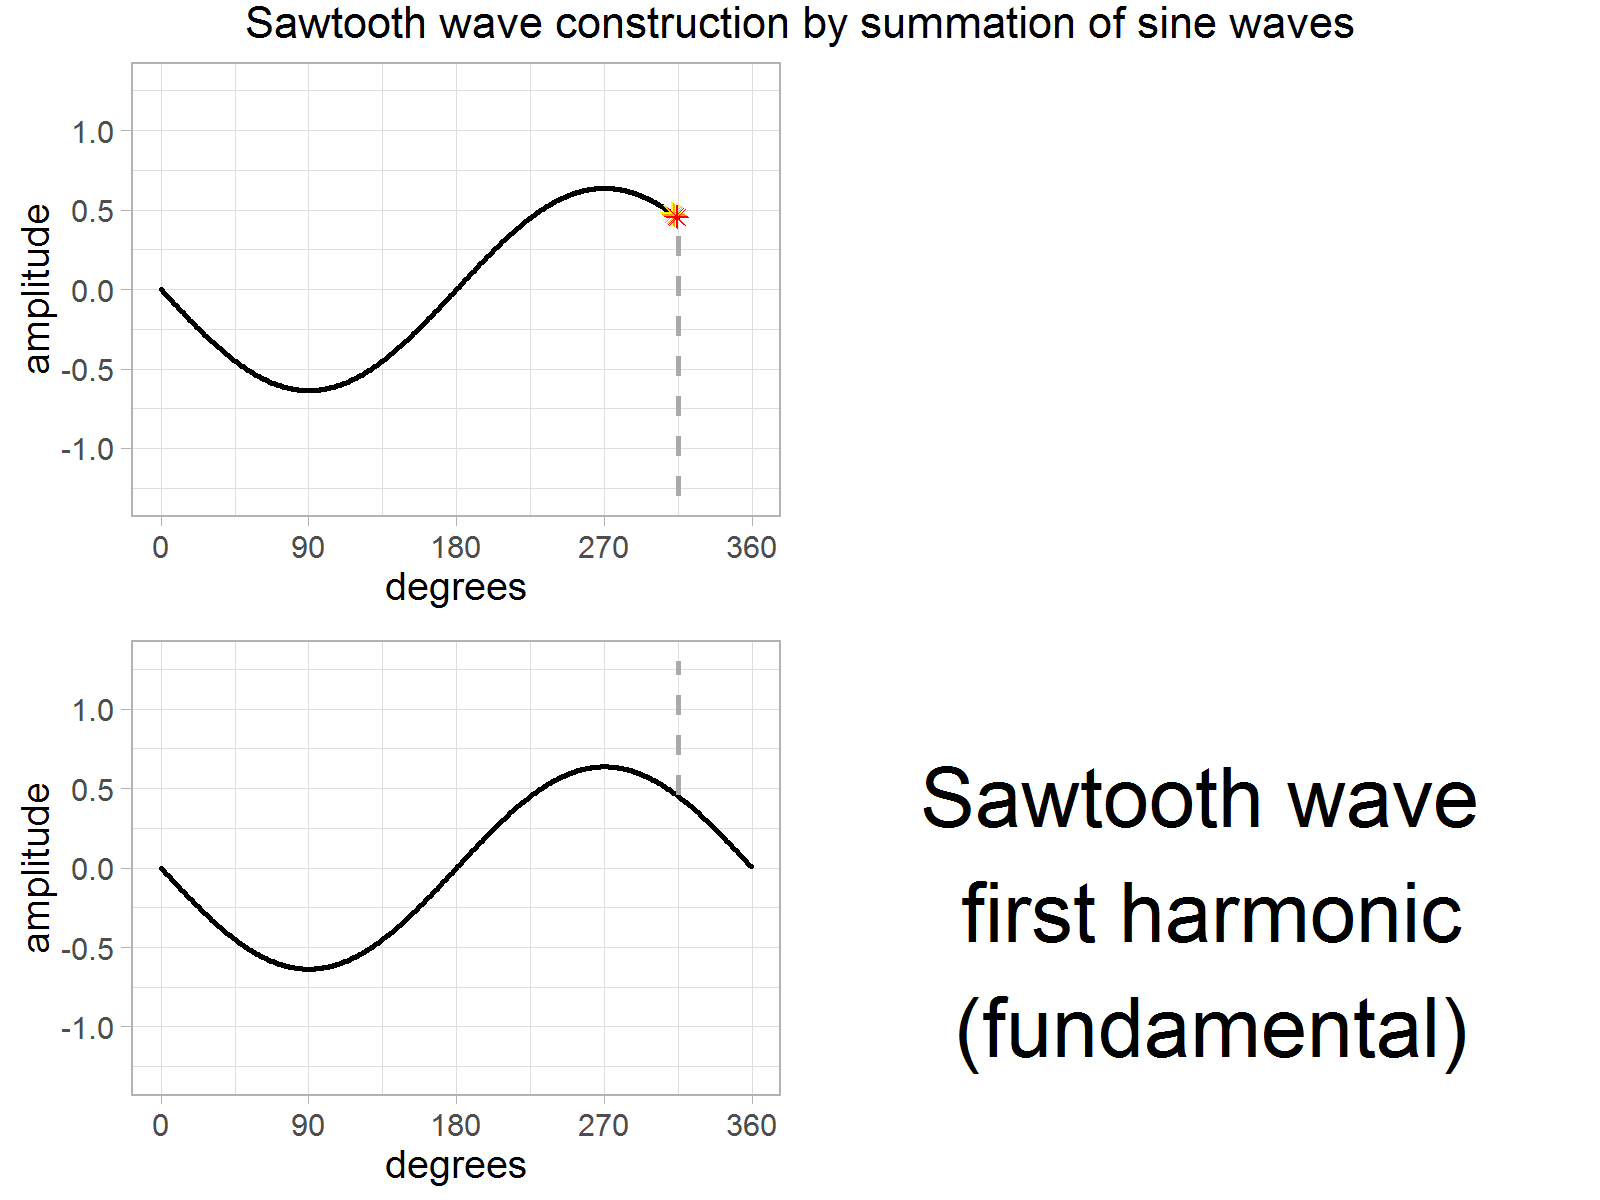 Sawtooth wave construction by summation of sine waves
amplitude
1.0
0.5
0.0
-0.5
-1.0
0 90 180 270 360
degrees
amplitude
1.0
0.5
0.0
-0.5
-1.0
0 90 180 270 360
degrees
Sawtooth wave
first harmonic
(fundamental)